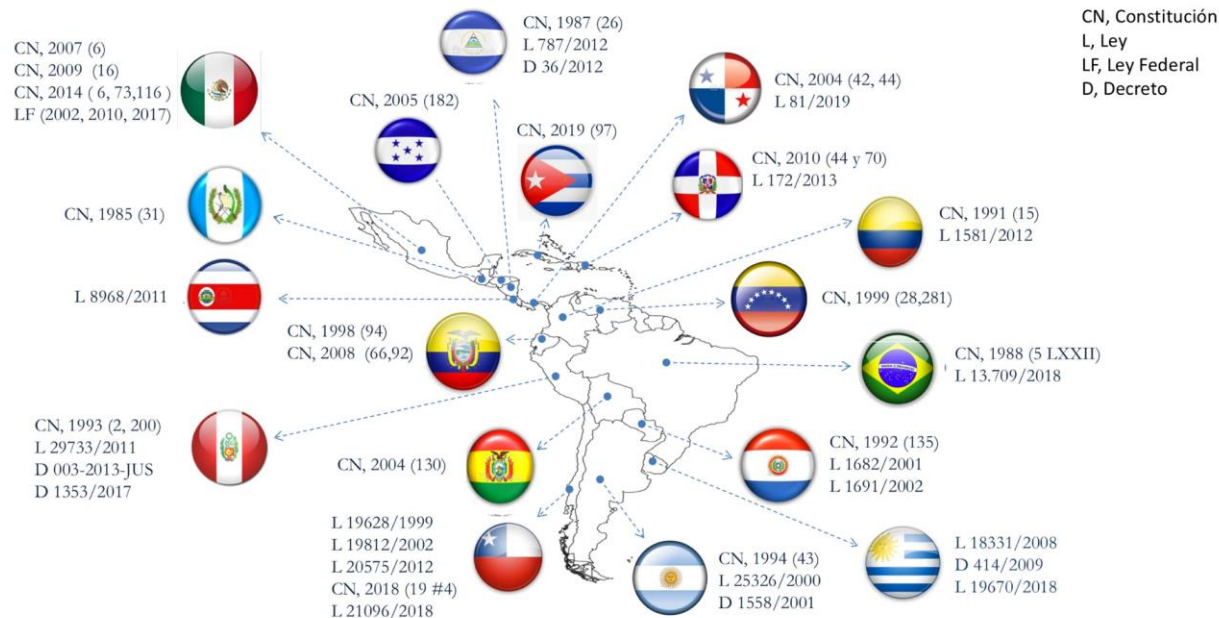 CN, Constitución
L, Ley
LF, Ley Federal
D, Decreto
CN, 2007 (6)
CN, 2009 (16)
CN, 2014 ( 6, 73,116 )
LF (2002, 2010, 2017)
CN, 1987 (26)
L 787/2012
D 36/2012
CN, 2004 (42, 44)
L 81/2019
CN, 2005 (182)
CN, 2019 (97)
CN, 2010 (44 y 70)
L 172/2013
CN, 1985 (31)
CN, 1991 (15)
L 1581/2012
L 8968/2011
CN, 1999 (28,281)
CN, 1998 (94)
CN, 2008 (66,92)
CN, 1988 (5 LXXII)
L 13.709/2018
CN, 1993 (2, 200)
L 29733/2011
D 003-2013-JUS
D 1353/2017
CN, 2004 (130)
CN, 1992 (135)
L 1682/2001
L 1691/2002
L 19628/1999
L 19812/2002
L 20575/2012
CN, 2018 (19 #4)
L 21096/2018
CN, 1994 (43)
L 25326/2000
D 1558/2001
L 18331/2008
D 414/2009
L 19670/2018